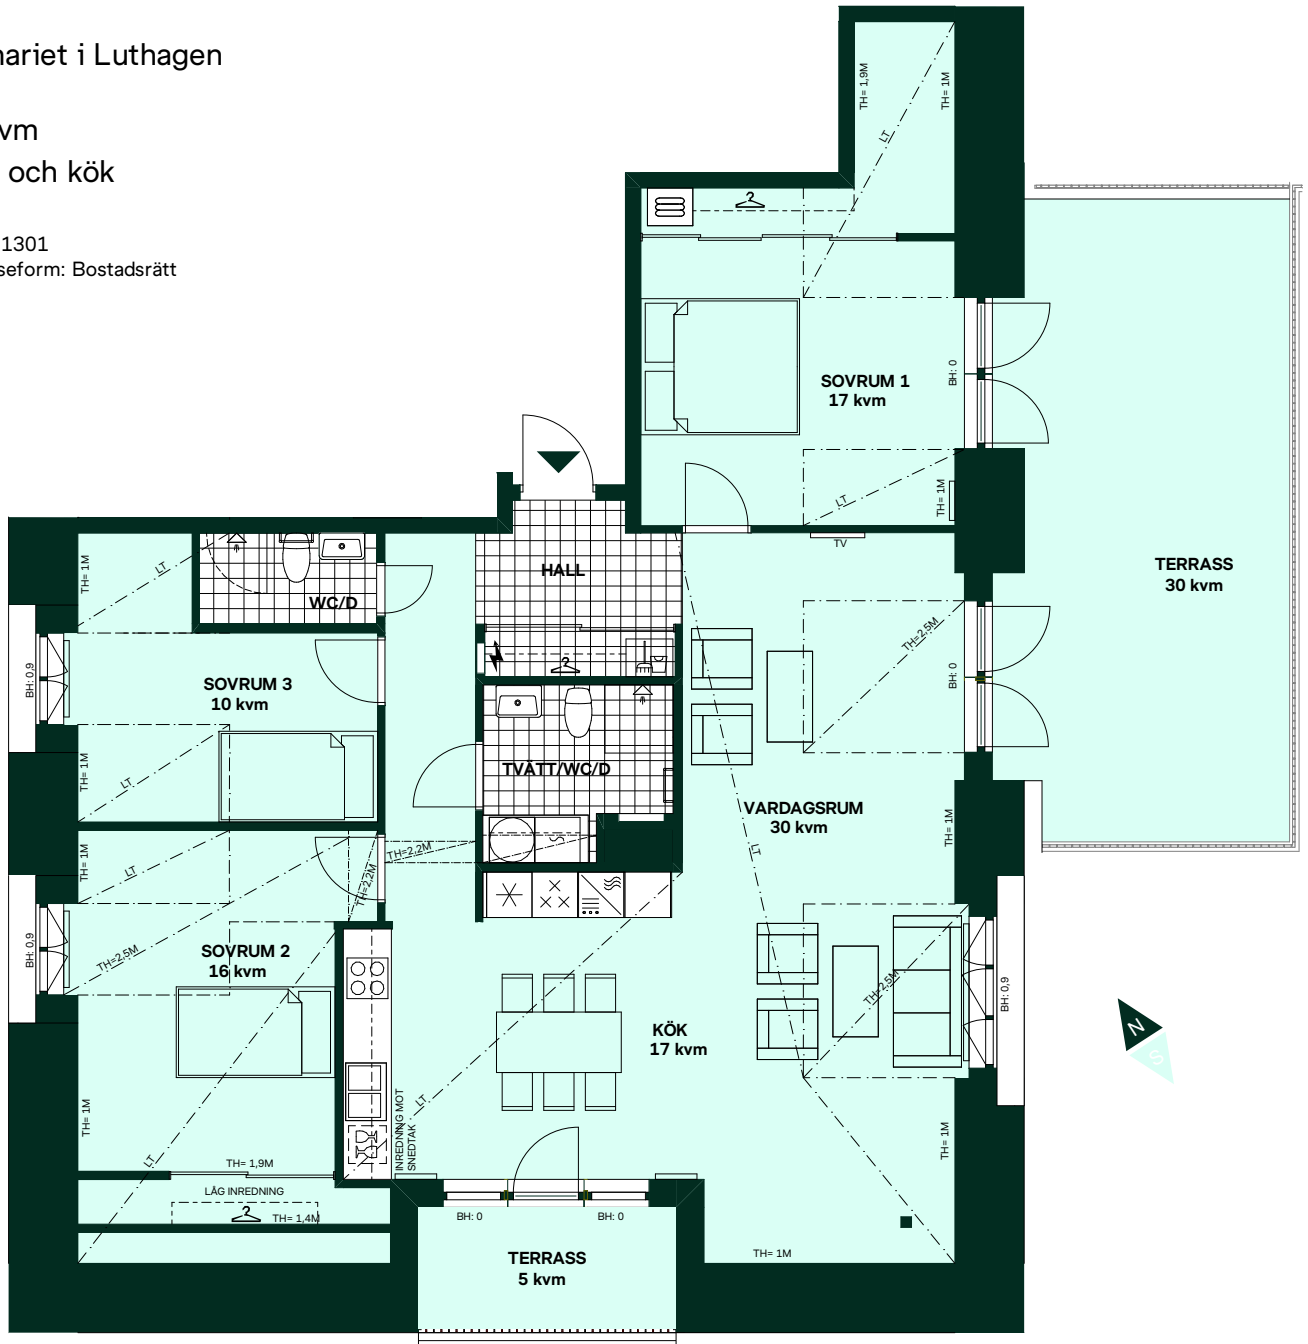 nariet i Luthagen
vm
och kök
1301
seform: Bostadsrätt
TH= 1,9M
TH= 1M
LT
SOVRUM 1
17 kvm
BH: 0
LT
TH= 1M
TV
TERRASS
30 kvm
HALL
WC/D
TH= 1M
LT
BH: 0,9
SOVRUM 3
10 kvm
TH= 1M
LT
TVÄTT/WC/D
TH=2,5M
BH: 0
VARDAGSRUM
30 kvm
TH= 1M
LT
TH= 1M
LT
TH=2,2M
TH=2,2M
BH: 0,9
TH=2,5M
SOVRUM 2
16 kvm
TH=2,5M
BH: 0,9
KÖK
17 kvm
N
S
LT
INREDNING MOT
SNEDTAK
TH= 1M
TH= 1M
LT
TH= 1,9M
LÅG INREDNING
TH= 1,4M
BH: 0
BH: 0
TERRASS
5 kvm
TH= 1M